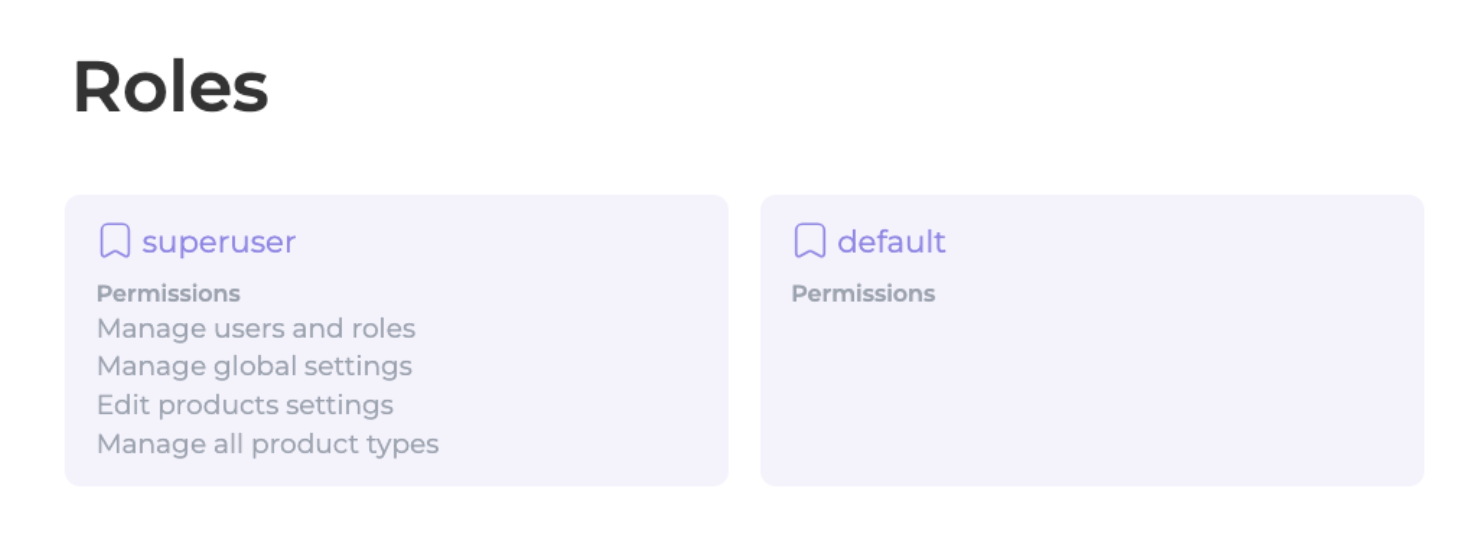 Roles
superuser
Permissions
Manage users and roles
Manage global settings
Edit products settings
Manage all product types
default
Permissions